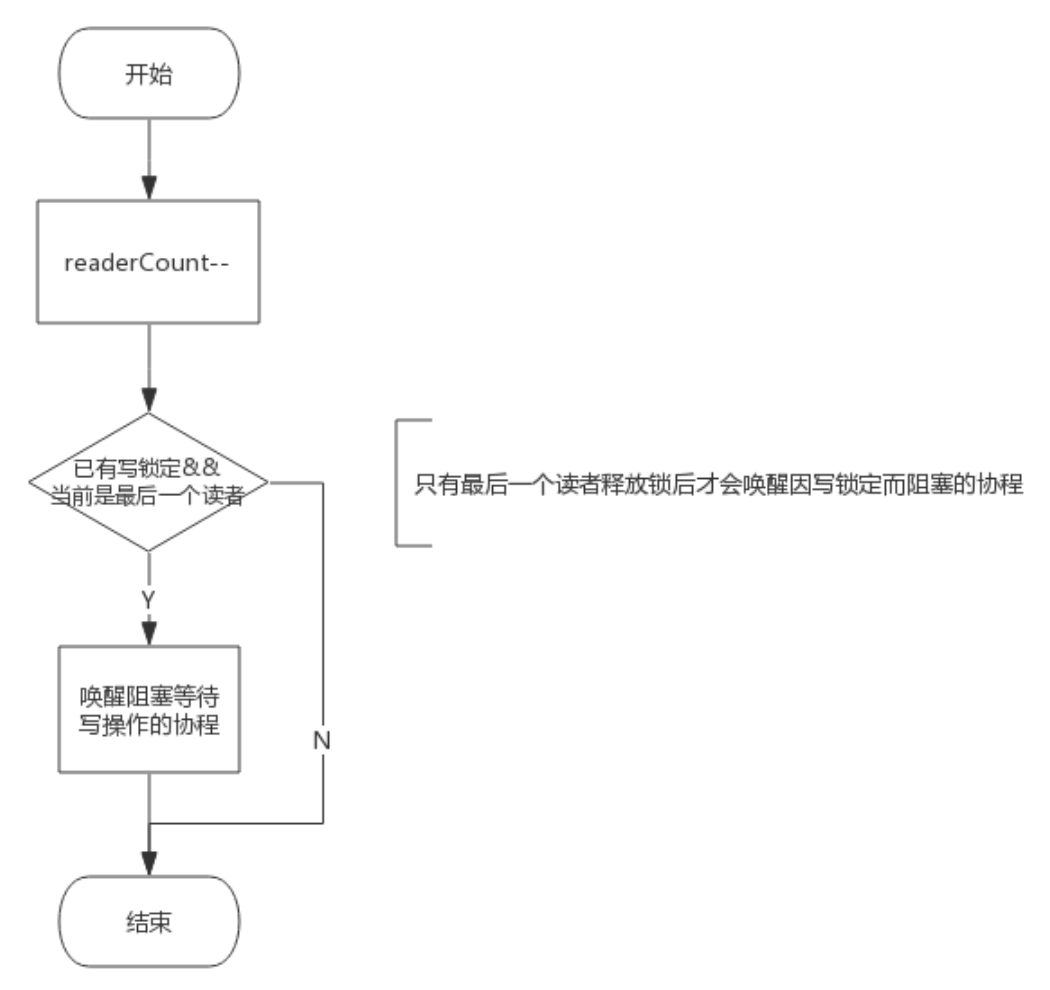 开始
readerCount--
已有写锁定&&
当前是最后一个读者
只有最后一个读者释放锁后才会唤醒因写锁定而阻塞的协程
Y
唤醒阻塞等待
写操作的协程
N
结束